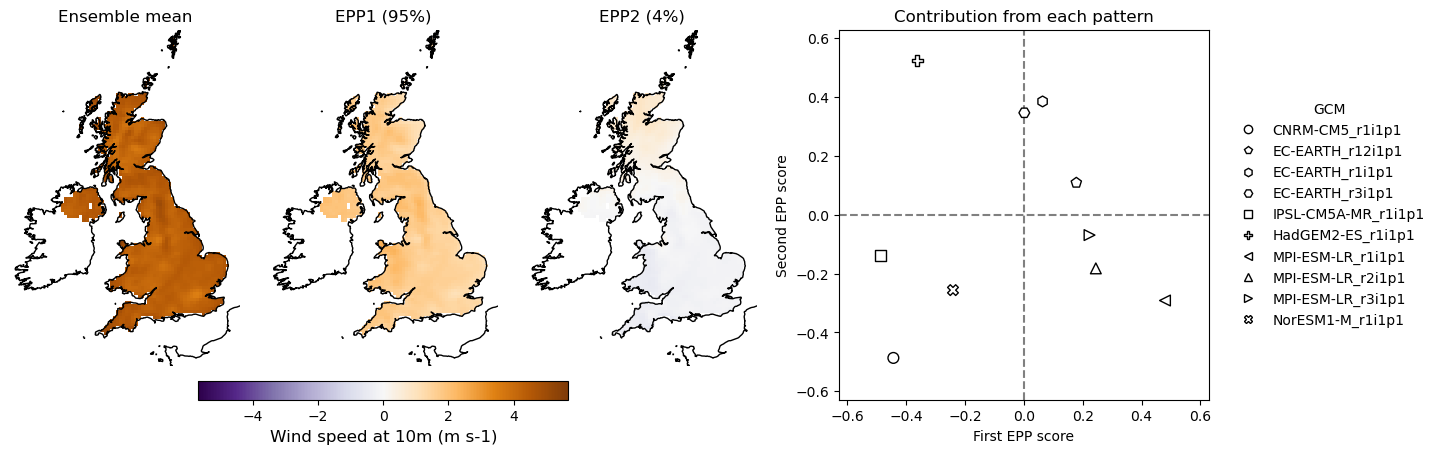 Ensemble mean
EPP1 (95%)
EPP2 (4%)
Contribution from each pattern
−4 −2 0 2 4
Wind speed at 10m (m s-1)
Second EPP score
0.6
0.4
0.2
0.0
−0.2
−0.4
−0.6
−0.6 −0.4 −0.2 0.0 0.2 0.4 0.6
First EPP score
GCM
CNRM-CM5_r1i1p1
EC-EARTH_r12i1p1
EC-EARTH_r1i1p1
EC-EARTH_r3i1p1
IPSL-CM5A-MR_r1i1p1
HadGEM2-ES_r1i1p1
MPI-ESM-LR_r1i1p1
MPI-ESM-LR_r2i1p1
MPI-ESM-LR_r3i1p1
NorESM1-M_r1i1p1